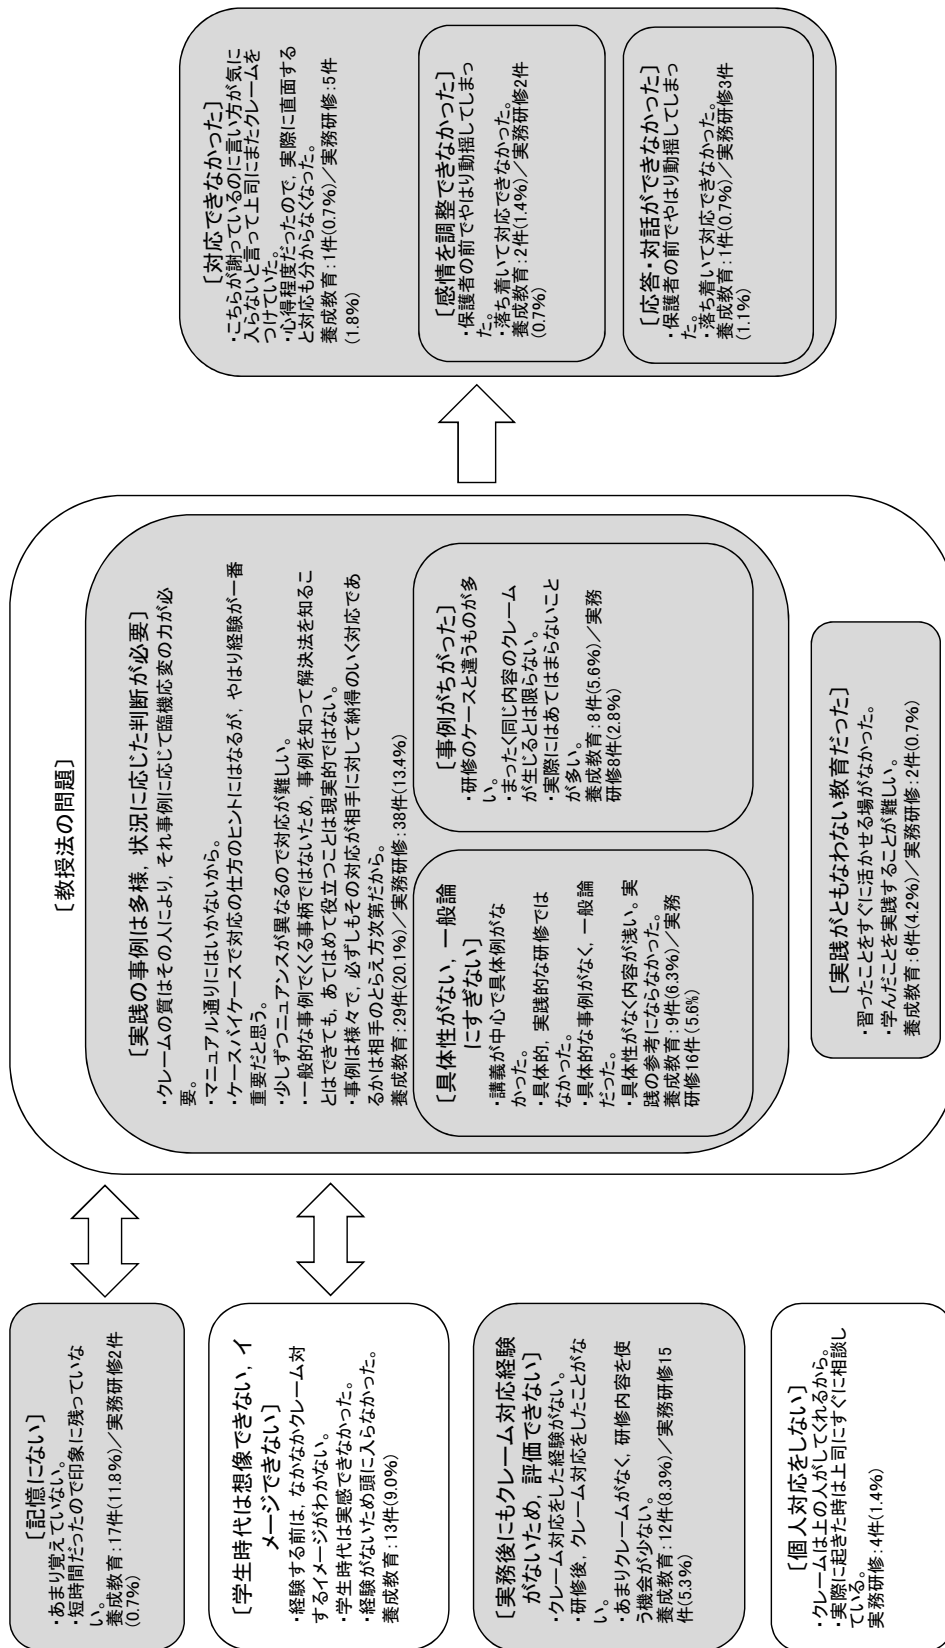 ［記憶にない］
・あまり覚えていない。
・短時間だったので印象に残っていな
い。
養成教育：17件(11.8%)／実務研修2件
(0.7%)
［学生時代は想像できない，イ
メージできない］
・経験する前は，なかなかクレーム対
するイメージがわかない。
・学生時代は実感できなかった。
・経験がないため頭に入らなかった。
養成教育：13件(9.0%)
［実務後にもクレーム対応経験
がないため，評価できない］
・クレーム対応をした経験がない。
・研修後，クレーム対応をしたことがな
い。
・あまりクレームがなく，研修内容を使
う機会が少ない。
養成教育：12件(8.3%)／実務研修15
件(5.3%)
［個人対応をしない］
・クレームは上の人がしてくれるから。
・実際に起きた時は上司にすぐに相談し
ている。
実務研修：4件(1.4%)
［教授法の問題］
［実践の事例は多様，状況に応じた判断が必要］
・クレームの質はその人により，それ事例に応じて臨機応変の力が必
要。
・マニュアル通りにはいかないから。
・ケースバイケースで対応の仕方のヒントにはなるが，やはり経験が一番
重要だと思う。
・少しずつニュアンスが異なるので対応が難しい。
・一般的な事例でくくる事柄ではないため，事例を知って解決法を知るこ
とはできても，あてはめて役立つことは現実的ではない。
・事例は様々で，必ずしもその対応が相手に対して納得のいく対応であ
るかは相手のとらえ方次第だから。
養成教育：29件(20.1%)／実務研修：38件(13.4%)
［具体性がない，一般論
にすぎない］
・講義が中心で具体例がな
かった。
・具体的，実践的な研修では
なかった。
・具体的な事例がなく，一般論
だった。
・具体性がなく内容が浅い。実
践の参考にならなかった。
養成教育：9件(6.3%)／実務
研修16件(5.6%)
［事例がちがった］
・研修のケースと違うものが多
い。
・まったく同じ内容のクレーム
が生じるとは限らない。
・実際にはあてはまらないこと
が多い。
養成教育：8件(5.6%)／実務
研修8件(2.8%)
［実践がともなわない教育だった］
・習ったことをすぐに活かせる場がなかった。
・学んだことを実践することが難しい。
養成教育：6件(4.2%)／実務研修：2件(0.7%)
［対応できなかった］
・こちらが謝っているのに言い方が気に
入らないと言って上司にまたクレームを
つけていた。
・心得程度だったので，実際に直面する
と対応も分からなくなった。
養成教育：1件(0.7%)／実務研修：5件
(1.8%)
［感情を調整できなかった］
・保護者の前でやはり動揺してしまっ
た。
・落ち着いて対応できなかった。
養成教育：2件(1.4%)／実務研修2件
(0.7%)
［応答・対話ができなかった］
・保護者の前でやはり動揺してしまっ
た。
・落ち着いて対応できなかった。
養成教育：1件(0.7%)／実務研修3件
(1.1%)